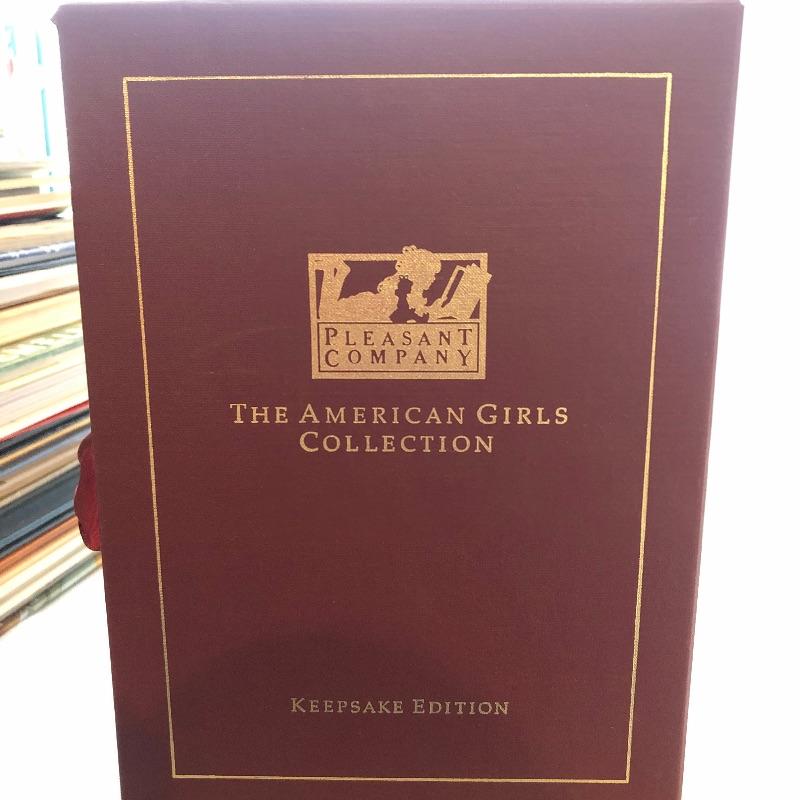 PLEASANT
COMPANY
THE AMERICAN GIRLS
COLLECTION
KEEPSAKE EDITION